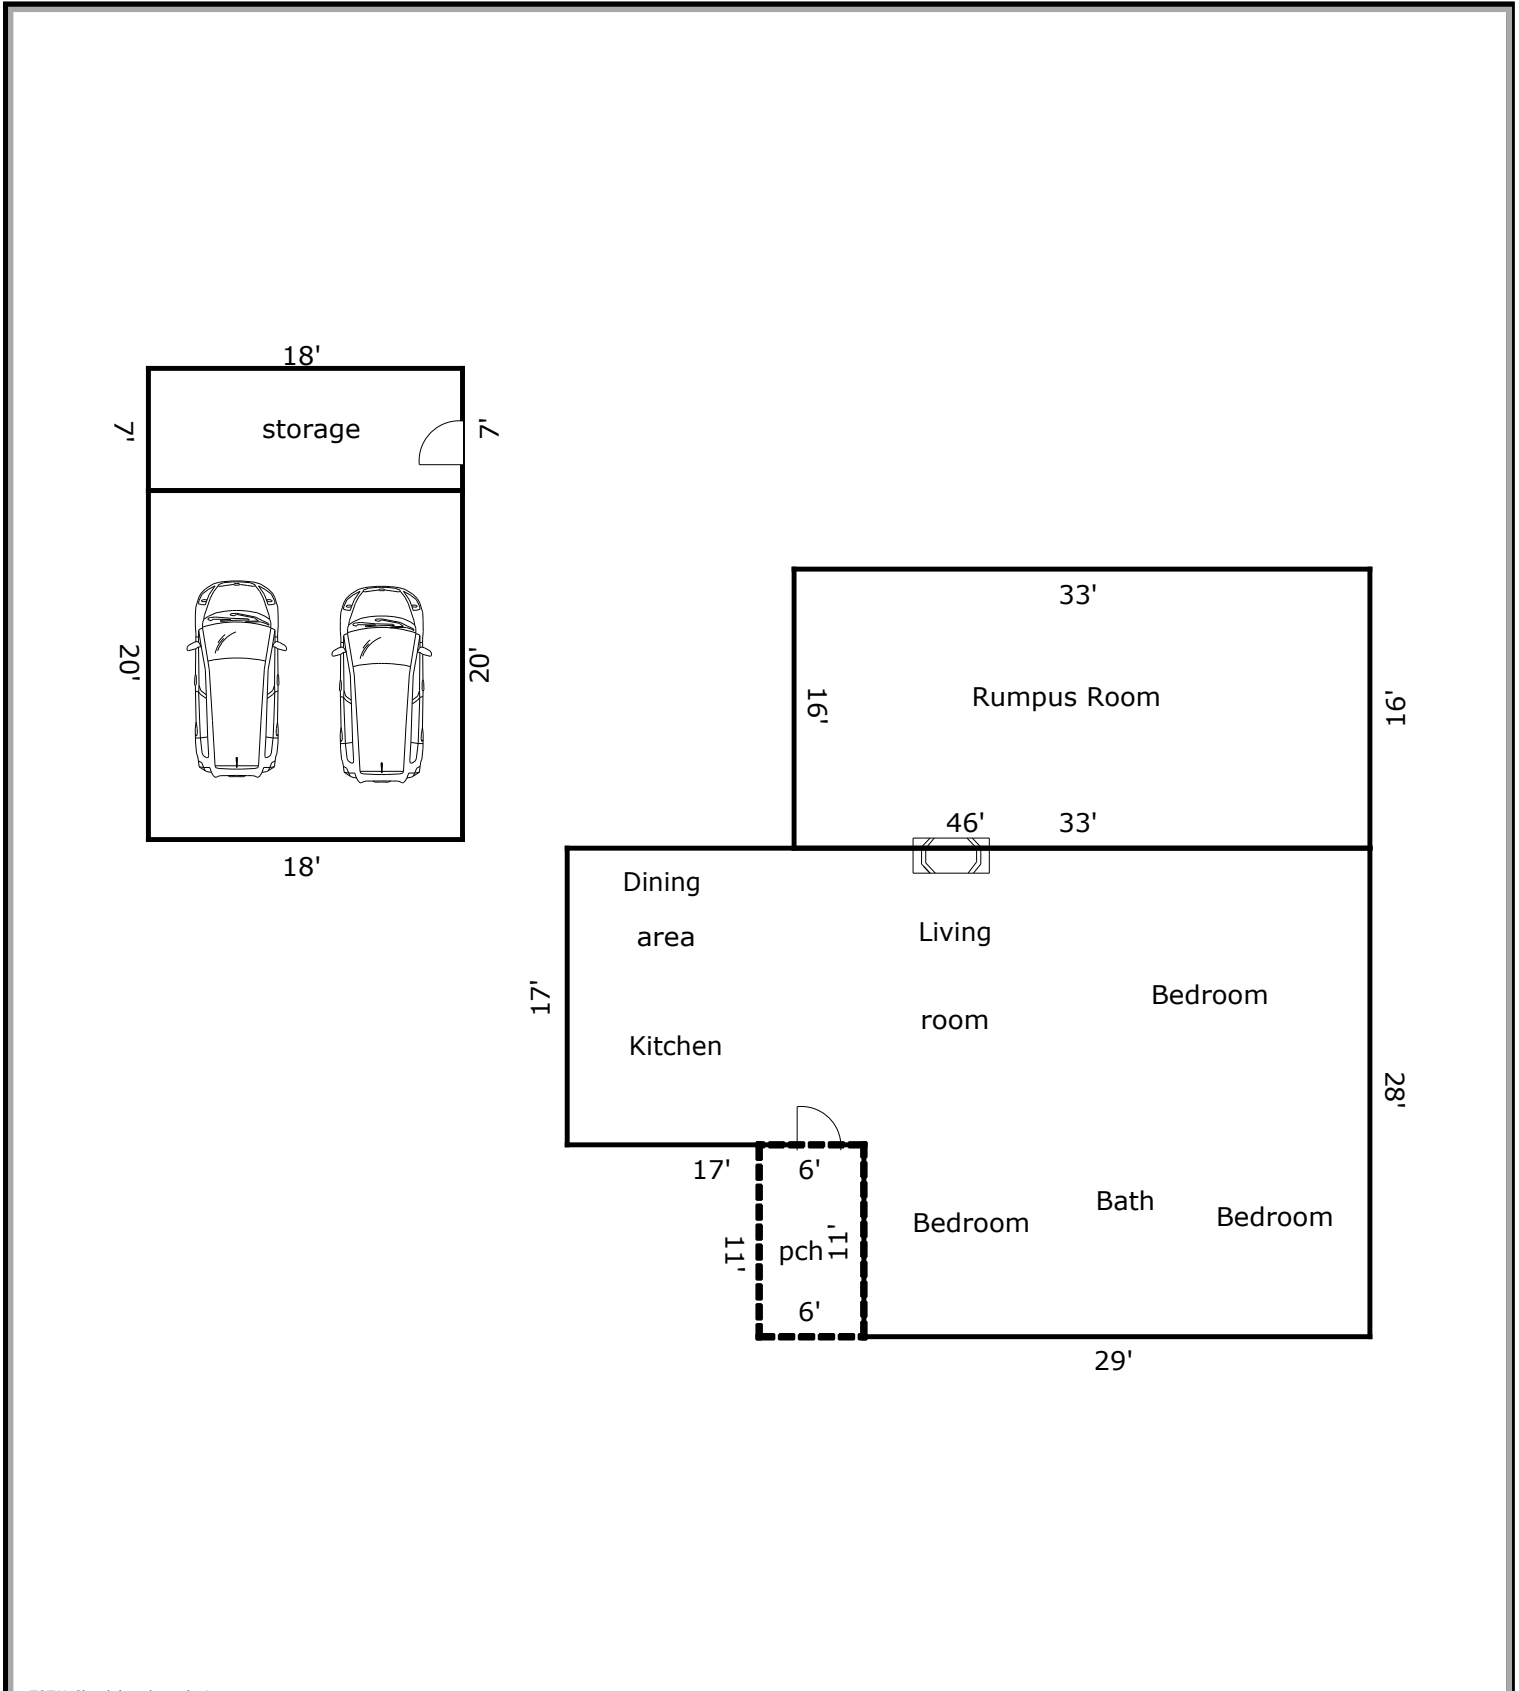 18'
7'
storage
7'
20'
20'
18'
33'
16'
Rumpus Room
16'
46'
33'
Dining
area
Living
17'
Bedroom
room
Kitchen
28'
17'
6'
11'
pch
11'
Bedroom
Bath
Bedroom
6'
29'